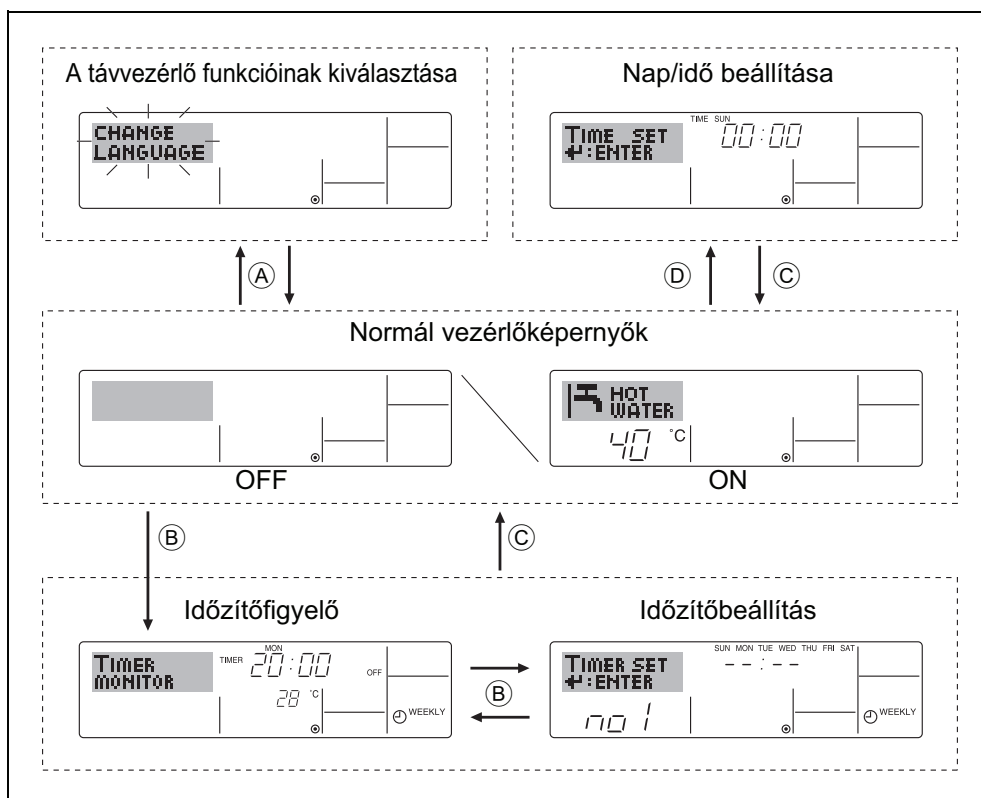 A távvezérlő funkcióinak kiválasztása
CHANGE
LANGUAGE
Nap/idő beállítása
TIME SUN
TIME SET
00:00
↵:ENTER
A
D
C
Normál vezérlőképernyők
OFF
HOT
WATER
40 °C
ON
B
C
Időzítőfigyelő
TIMER
MONITOR
MON
TIMER 20:00 OFF
28 °C
WEEKLY
B
Időzítőbeállítás
SUN MON TUE WED THU FRI SAT
TIMER SET
--:--
↵:ENTER
no1
WEEKLY